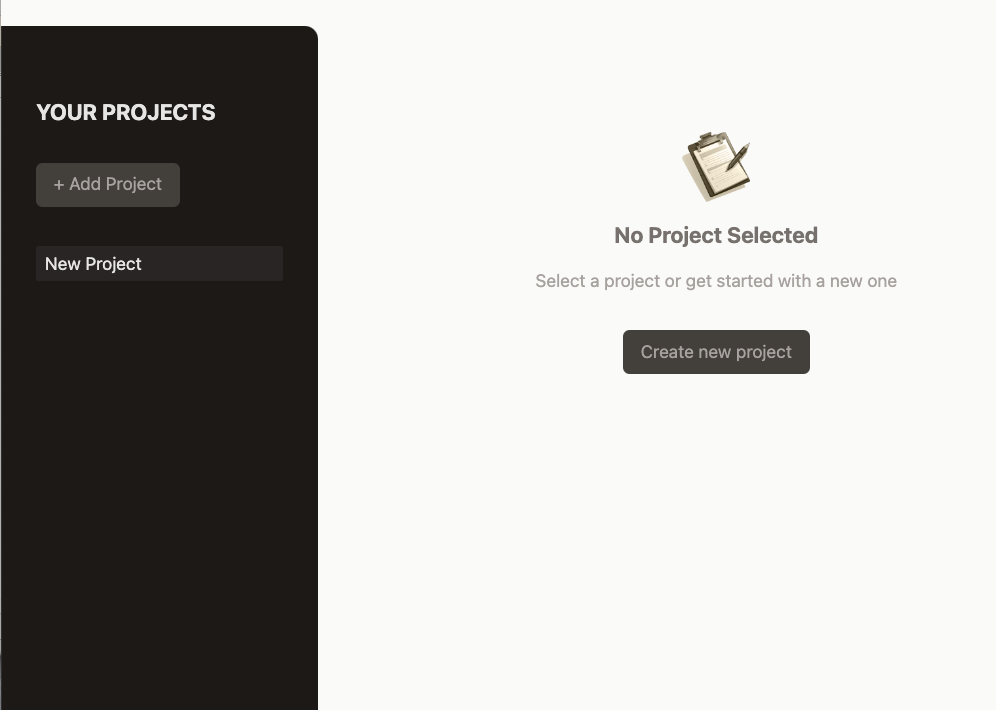 YOUR PROJECTS
+ Add Project
New Project
No Project Selected
Select a project or get started with a new one
Create new project